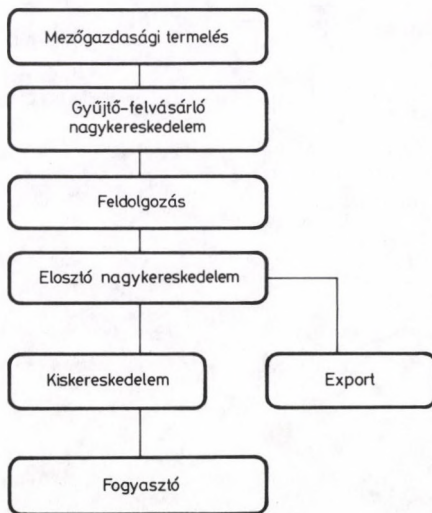 Mezőgazdasági termelés
Gyűjtő-felvásárló
nagykereskedelem
Feldolgozás
Elosztó nagykereskedelem
Kiskereskedelem
Export
Fogyasztó